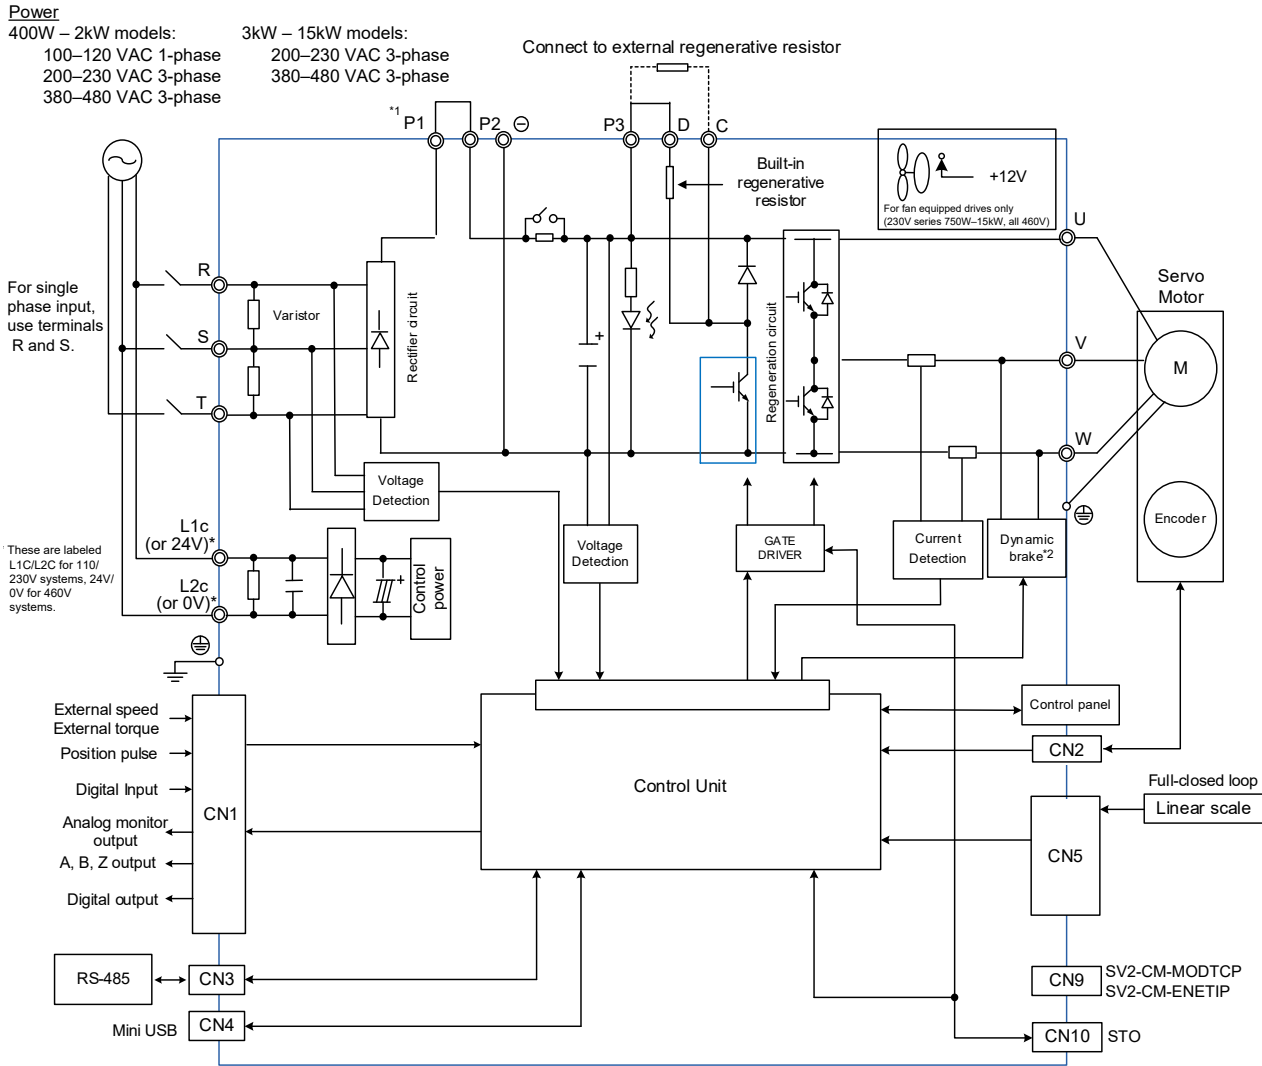 Power
400W – 2kW models:
100–120 VAC 1-phase
200–230 VAC 3-phase
380–480 VAC 3-phase
3kW – 15kW models:
200–230 VAC 3-phase
380–480 VAC 3-phase
Connect to external regenerative resistor
*1
P1
P2
⊖
P3
D
C
Built-in
regenerative
resistor
+12V
For fan equipped drives only
(230V series 750W–15kW, all 460V)
U
Servo
Motor
R
For single
phase input,
use terminals
R and S.
Varistor
S
T
Rectifier circuit
+
Regeneration circuit
V
M
W
Voltage
Detection
L1c
(or 24V)*
* These are labeled
L1C/L2C for 110/
230V systems, 24V/
0V for 460V
systems.
L2c
(or 0V)*
+
Control
power
Voltage
Detection
GATE
DRIVER
Current
Detection
Dynamic
brake*2
Encoder
External speed
External torque
Position pulse
Digital Input
Analog monitor
output
A, B, Z output
Digital output
CN1
Control Unit
Control panel
CN2
Full-closed loop
Linear scale
CN5
RS-485
CN3
Mini USB
CN4
CN9
SV2-CM-MODTCP
SV2-CM-ENETIP
CN10
STO